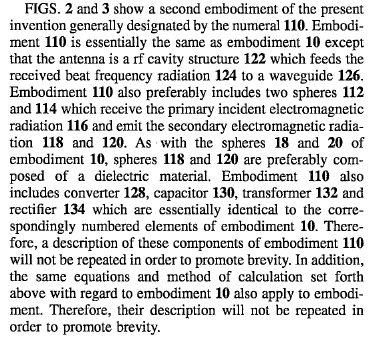 FIGS. 2 and 3 show a second embodiment of the present
invention generally designated by the numeral 110. Embodi-
ment 110 is essentially the same as embodiment 10 except
that the antenna is a rf cavity structure 122 which feeds the
received beat frequency radiation 124 to a waveguide 126.
Embodiment 110 also preferably includes two spheres 112
and 114 which receive the primary incident electromagnetic
radiation 116 and emit the secondary electromagnetic radia-
tion 118 and 120. As with the spheres 18 and 20 of
embodiment 10, spheres 118 and 120 are preferably com-
posed of a dielectric material. Embodiment 110 also
includes converter 128, capacitor 130, transformer 132 and
rectifier 134 which are essentially identical to the corre-
spondingly numbered elements of embodiment 10. There-
fore, a description of these components of embodiment 110
will not be repeated in order to promote brevity. In addition,
the same equations and method of calculation set forth
above with regard to embodiment 10 also apply to embodi-
ment. Therefore, their description will not be repeated in
order to promote brevity.